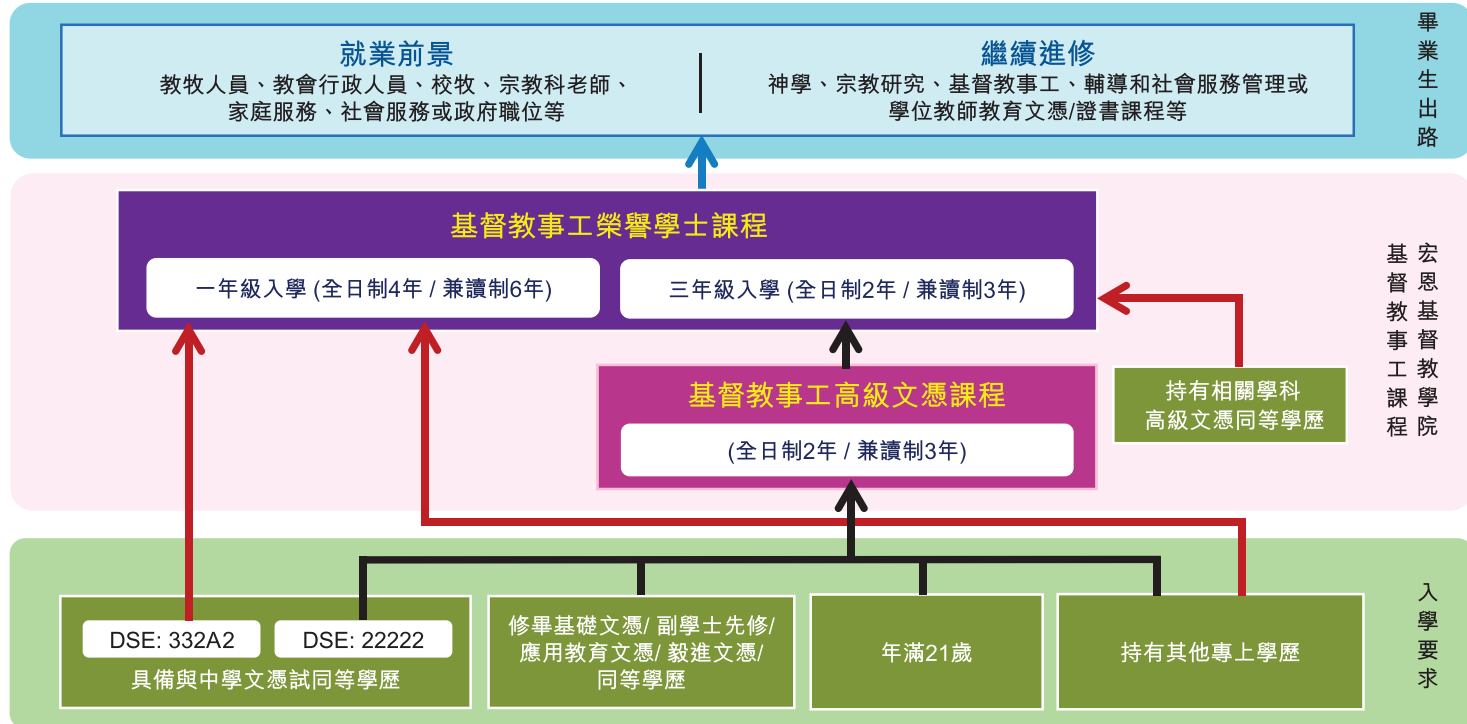 就業前景
教牧人員、教會行政人員、校牧、宗教科老師、
家庭服務、社會服務或政府職位等
繼續進修
神學、宗教研究、基督教事工、輔導和社會服務管理或
學位教師教育文憑/證書課程等
畢業生出路
基督教事工榮譽學士課程
一年級入學 (全日制4年 / 兼讀制6年)
三年級入學 (全日制2年 / 兼讀制3年)
基督教事工高級文憑課程
(全日制2年 / 兼讀制3年)
持有相關學科
高級文憑同等學歷
宏恩基督教學院
基督教事工課程
DSE: 332A2
DSE: 22222
具備與中學文憑試同等學歷
修畢基礎文憑/ 副學士先修/
應用教育文憑/ 毅進文憑/
同等學歷
年滿21歲
持有其他專上學歷
入學要求